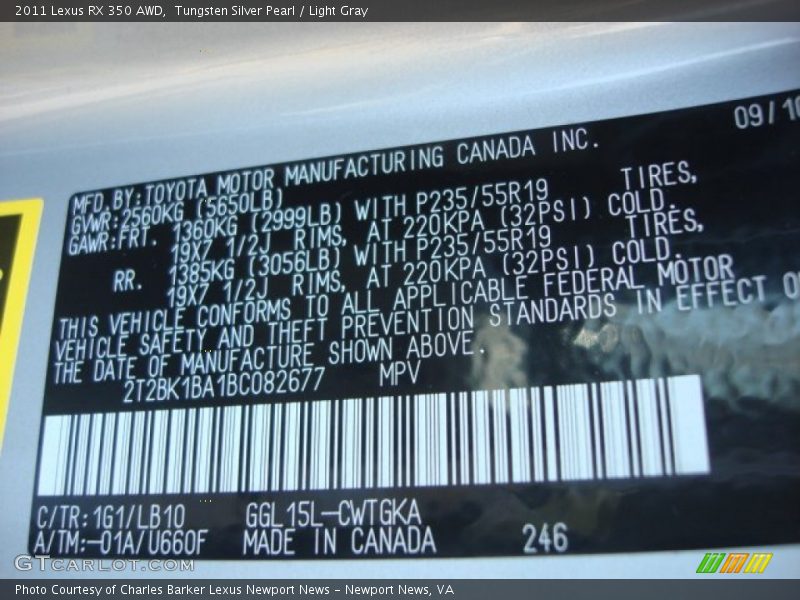 2011 Lexus RX 350 AWD,  Tungsten Silver Pearl / Light Gray
09/10
MFD. BY: TOYOTA MOTOR MANUFACTURING CANADA INC.
GVWR: 2560KG (5650LB)
GAWR: FRT. 1360KG (2999LB) WITH P235/55R19 TIRES,
19X7 1/2J RIMS, AT 220KPA (32PSI) COLD.
RR. 1385KG (3056LB) WITH P235/55R19 TIRES,
19X7 1/2J RIMS, AT 220KPA (32PSI) COLD.
THIS VEHICLE CONFORMS TO ALL APPLICABLE FEDERAL MOTOR
VEHICLE SAFETY AND THEFT PREVENTION STANDARDS IN EFFECT
THE DATE OF MANUFACTURE SHOWN ABOVE.
2T2BK1BA1BC082677 MPV
C/TR: 1G1/LB10 GGL15L-CWTGKA
A/TM:-01A/U660F MADE IN CANADA 246
GTCARLOT.COM
Photo Courtesy of Charles Barker Lexus Newport News - Newport News, VA